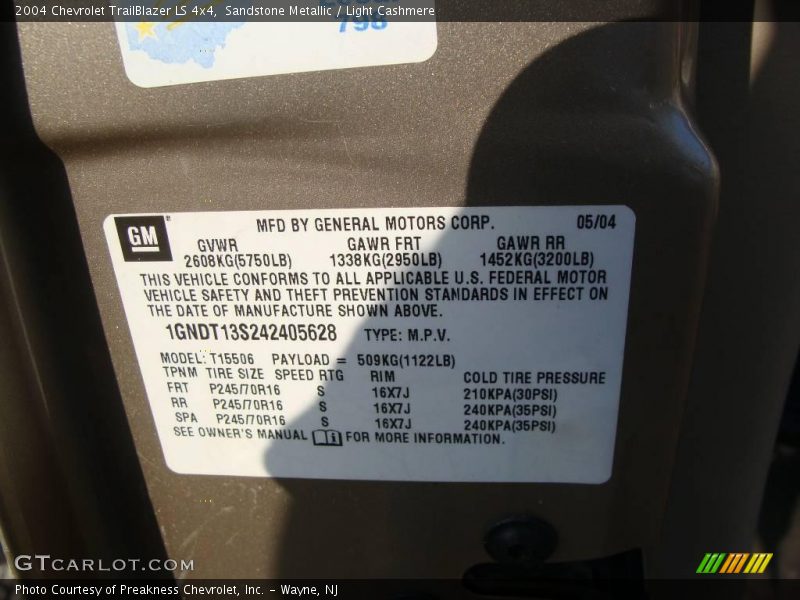 2004 Chevrolet TrailBlazer LS 4x4, Sandstone Metallic / Light Cashmere
796
GM MFD BY GENERAL MOTORS CORP. 05/04
GVWR GAWR FRT GAWR RR
2608KG(5750LB) 1338KG(2950LB) 1452KG(3200LB)
THIS VEHICLE CONFORMS TO ALL APPLICABLE U.S. FEDERAL MOTOR
VEHICLE SAFETY AND THEFT PREVENTION STANDARDS IN EFFECT ON
THE DATE OF MANUFACTURE SHOWN ABOVE.
1GNDT13S242405628 TYPE: M.P.V.
MODEL: T15506 PAYLOAD = 509KG(1122LB)
TPNM TIRE SIZE SPEED RTG RIM COLD TIRE PRESSURE
FRT P245/70R16 S 16X7J 210KPA(30PSI)
RR P245/70R16 S 16X7J 240KPA(35PSI)
SPA P245/70R16 S 16X7J 240KPA(35PSI)
SEE OWNER'S MANUAL FOR MORE INFORMATION.
GTCARLOT.COM
Photo Courtesy of Preakness Chevrolet, Inc. - Wayne, NJ